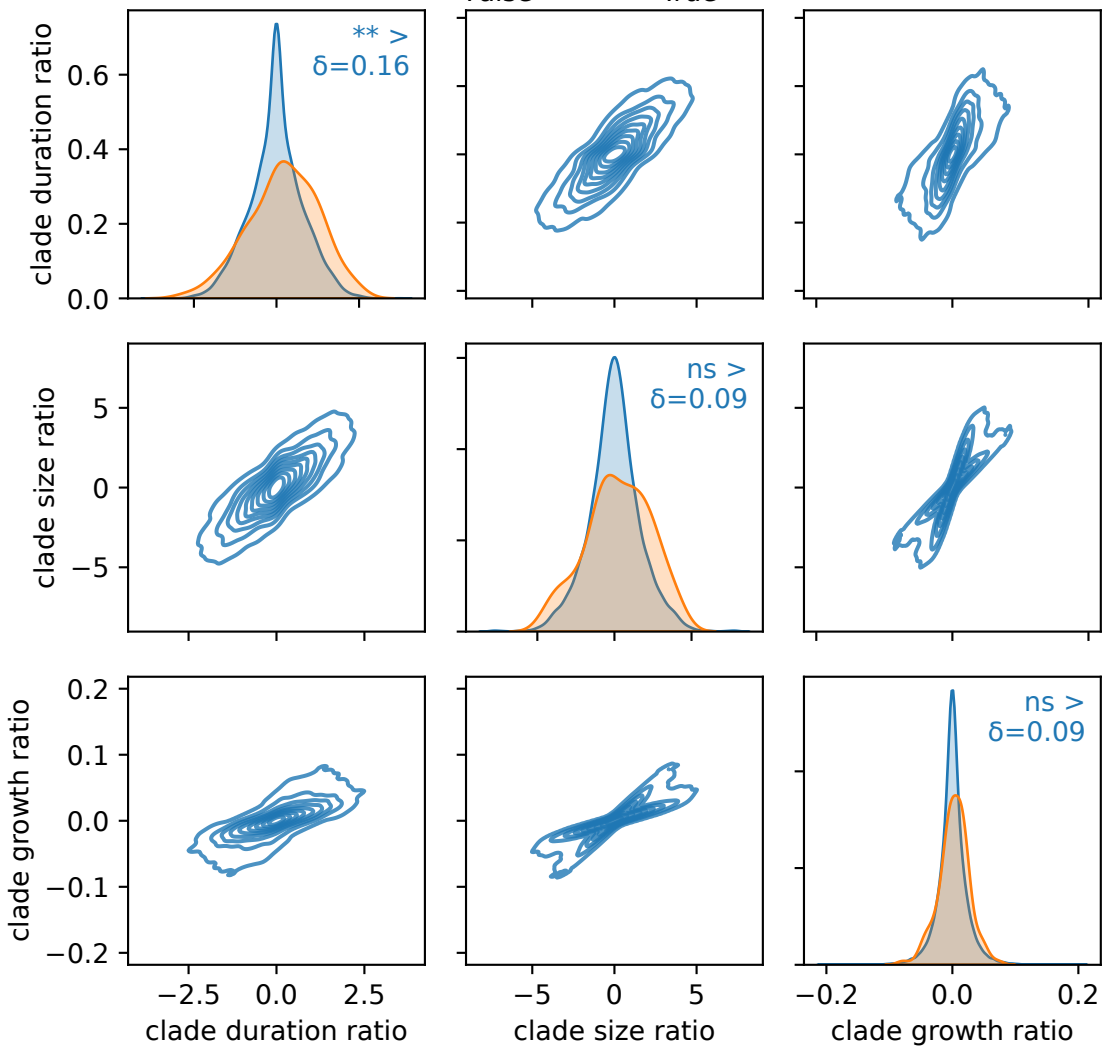 clade duration ratio
0.6
0.4
0.2
0.0
** >
δ=0.16
clade size ratio
5
0
−5
ns >
δ=0.09
clade growth ratio
0.2
0.1
0.0
−0.1
−0.2
ns >
δ=0.09
−2.5 0.0 2.5
−5 0 5
−0.2 0.0 0.2
clade duration ratio
clade size ratio
clade growth ratio